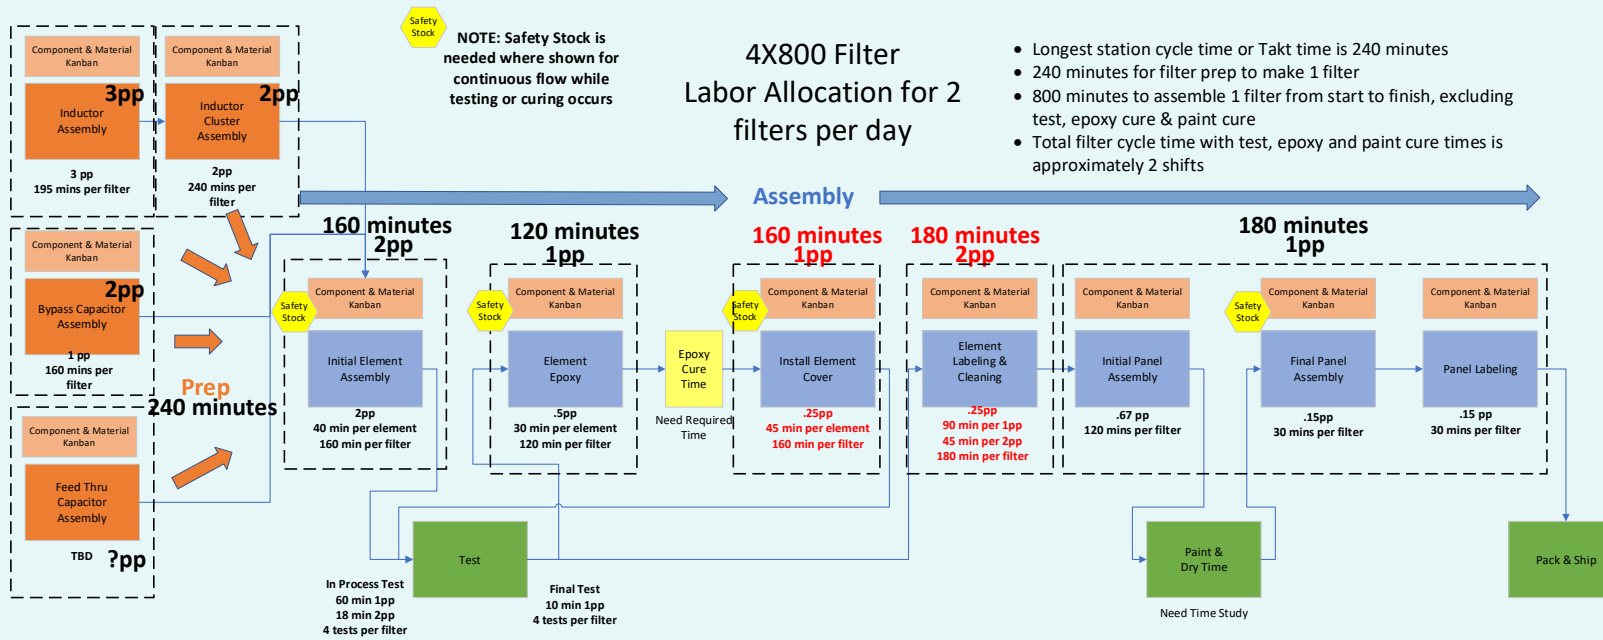 Safety
Stock
NOTE: Safety Stock is
needed where shown for
continuous flow while
testing or curing occurs
4X800 Filter
Labor Allocation for 2
filters per day
• Longest station cycle time or Takt time is 240 minutes
• 240 minutes for filter prep to make 1 filter
• 800 minutes to assemble 1 filter from start to finish, excluding
test, epoxy cure & paint cure
• Total filter cycle time with test, epoxy and paint cure times is
approximately 2 shifts
Component & Material
Kanban
3pp
Inductor
Assembly
3 pp
195 mins per filter
Component & Material
Kanban
2pp
Inductor
Cluster
Assembly
2pp
240 mins per
filter
Component & Material
Kanban
2pp
Bypass Capacitor
Assembly
1 pp
160 mins per
filter
Prep
240 minutes
Component & Material
Kanban
Feed Thru
Capacitor
Assembly
TBD
?pp
Assembly
160 minutes
2pp
Safety
Stock
Component & Material
Kanban
Initial Element
Assembly
2pp
40 min per element
160 min per filter
120 minutes
1pp
Safety
Stock
Component & Material
Kanban
Element
Epoxy
.5pp
30 min per element
120 min per filter
Epoxy
Cure
Time
Need Required
Time
160 minutes
1pp
Safety
Stock
Component & Material
Kanban
Install Element
Cover
.25pp
45 min per element
160 min per filter
180 minutes
2pp
Component & Material
Kanban
Element
Labeling &
Cleaning
.25pp
90 min per 1pp
45 min per 2pp
180 min per filter
180 minutes
1pp
Component & Material
Kanban
Initial Panel
Assembly
.67 pp
120 mins per filter
Safety
Stock
Component & Material
Kanban
Final Panel
Assembly
.15pp
30 mins per filter
Component & Material
Kanban
Panel Labeling
.15 pp
30 mins per filter
Test
In Process Test
60 min 1pp
18 min 2pp
4 tests per filter
Final Test
10 min 1pp
4 tests per filter
Paint &
Dry Time
Need Time Study
Pack & Ship